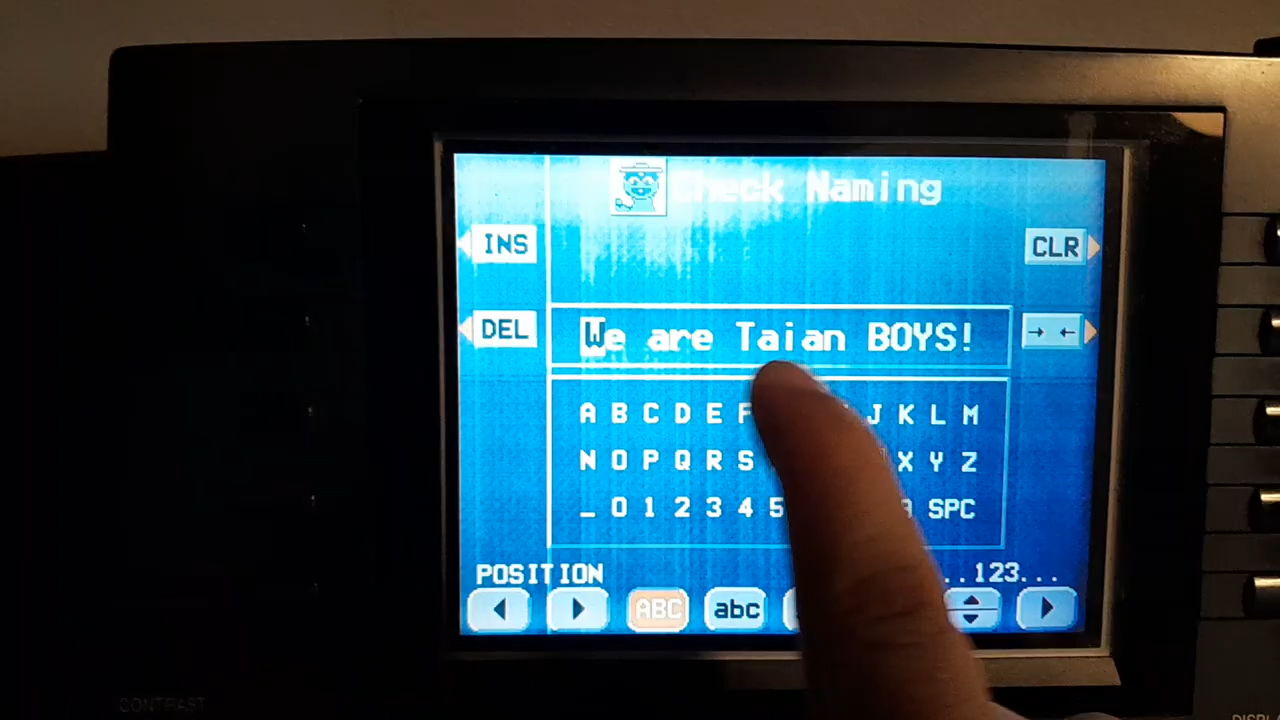 Check Naming
INS
CLR
DEL
→ ←
We are Taian BOYS!
A B C D E F J K L M
N O P Q R S X Y Z
_ 0 1 2 3 4 5 SPC
POSITION
..123...
ABC abc
CONTRAST